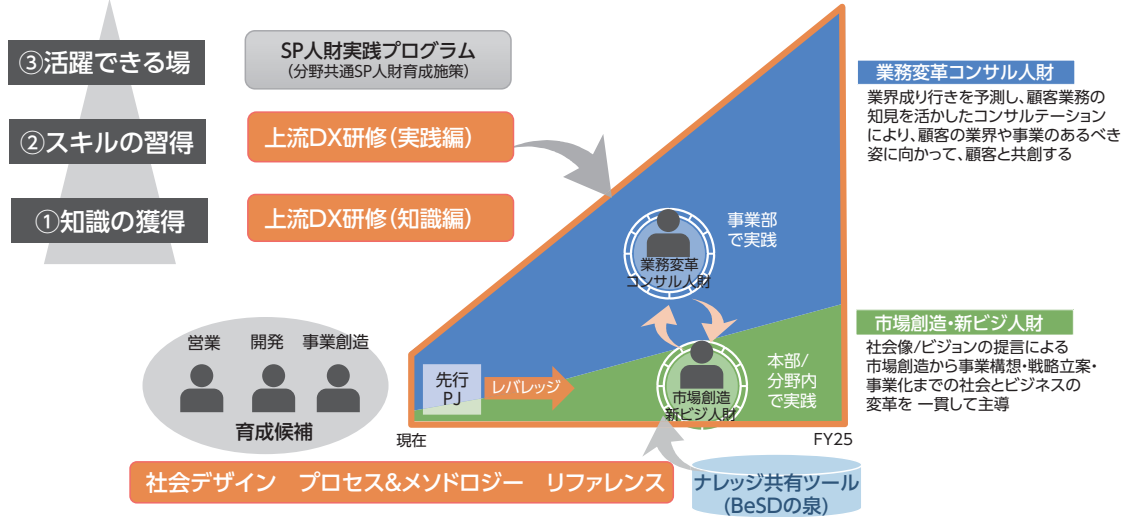 ③活躍できる場
②スキルの習得
①知識の獲得
SP人財実践プログラム
(分野共通SP人財育成施策)
上流DX研修(実践編)
上流DX研修(知識編)
営業 開発 事業創造
育成候補
先行
PJ
レバレッジ
業務変革
コンサル人財
事業部
で実践
市場創造
新ビジ人財
本部/
分野内
で実践
現在
FY25
業務変革コンサル人財
業界成り行きを予測し、顧客業務の
知見を活かしたコンサルテーション
により、顧客の業界や事業のあるべき
姿に向かって、顧客と共創する
市場創造・新ビジ人財
社会像/ビジョンの提言による
市場創造から事業構想・戦略立案・
事業化までの社会とビジネスの
変革を 一貫して主導
社会デザイン プロセス&メソドロジー リファレンス
ナレッジ共有ツール
(BeSDの泉)